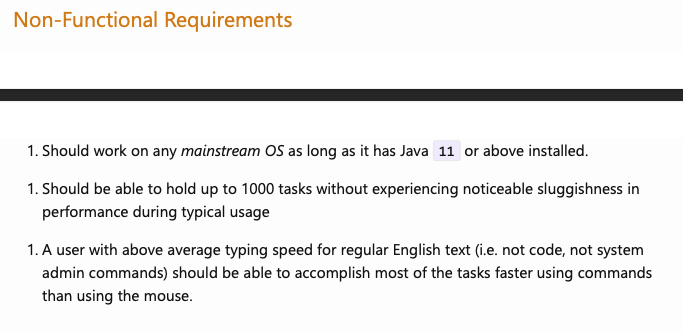 Non-Functional Requirements
1. Should work on any mainstream OS as long as it has Java 11 or above installed.
1. Should be able to hold up to 1000 tasks without experiencing noticeable sluggishness in
performance during typical usage
1. A user with above average typing speed for regular English text (i.e. not code, not system
admin commands) should be able to accomplish most of the tasks faster using commands
than using the mouse.